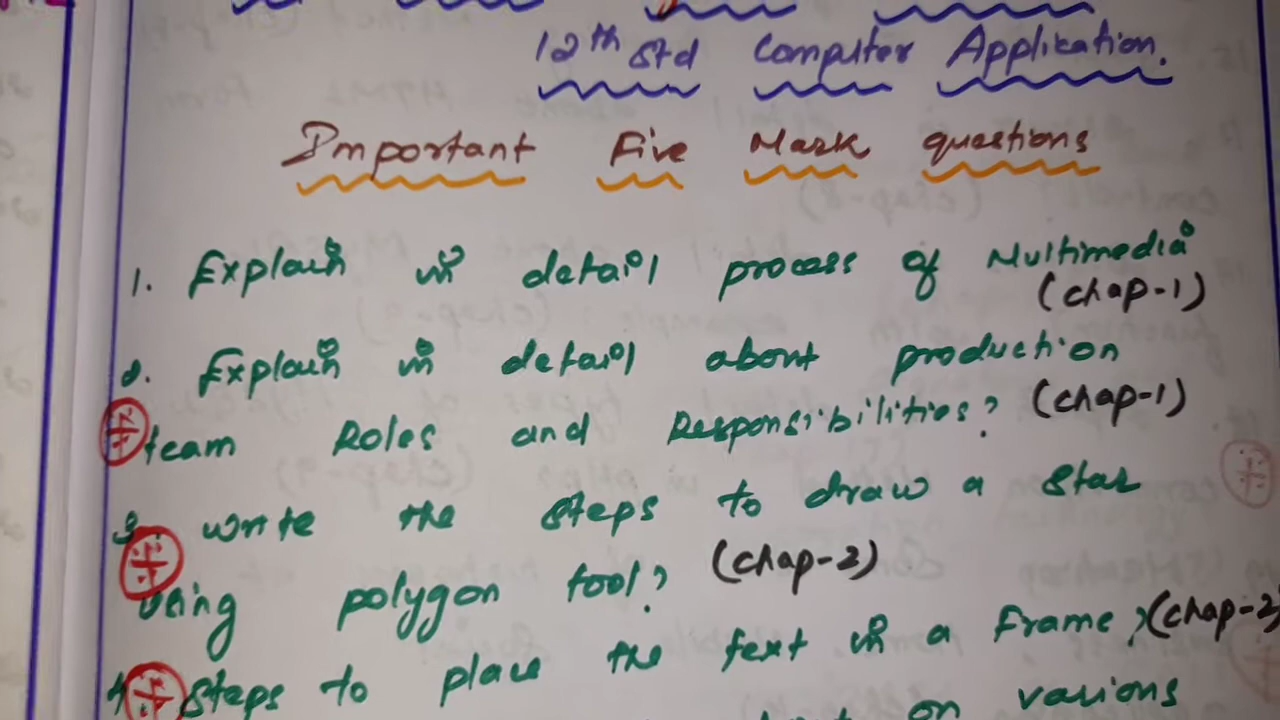 12th Std Computer Application.
Important Five Mark questions
1. Explain in detail process of Multimedia
(chap-1)
2. Explain in detail about production
team Roles and Responsibilities? (chap-1)
3. write the steps to draw a star
using polygon tool? (chap-2)
4. Steps to place the text in a Frame? (chap-2)
on various